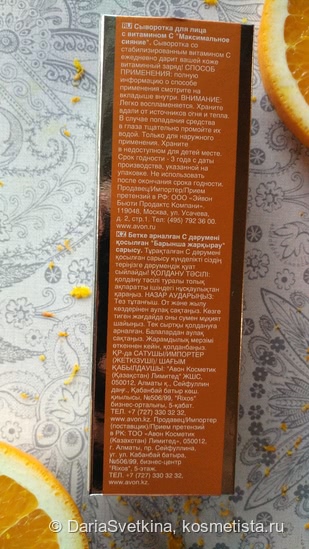 RU Сыворотка для лица
с витамином С "Максимальное
сияние". Сыворотка со
стабилизированным витамином С
ежедневно дарит вашей коже
витаминный заряд! СПОСОБ
ПРИМЕНЕНИЯ: полную
информацию о способе
применения смотрите на
вкладыше внутри. ВНИМАНИЕ:
Легко воспламеняется. Храните
вдали от источников огня и тепла.
В случае попадания средства
в глаза тщательно промойте их
водой. Только для наружного
применения. Храните
в недоступном для детей месте.
Срок годности - 3 года с даты
производства, указанной на
упаковке. Не использовать
после окончания срока годности.
Продавец/Импортер/Прием
претензий в РФ: ООО «Эйвон
Бьюти Продактс Компани».
119048, Москва, ул. Усачева,
д. 2, стр.1. Тел. (495) 792 36 00.
www.avon.ru
KZ Бетке арналған С дәрумені
қосылған "Барынша жарқырау"
сарысу. Тұрақталған С дәрумені
қосылған сарысу күнделікті сіздің
теріңізге дәрумендік қуат
сыйлайды! ҚОЛДАНУ ТӘСІЛІ:
қолдану тәсілі туралы толық
ақпаратты ішіндегі нұсқаулықтан
қараңыз. НАЗАР АУДАРЫҢЫЗ:
Тез тұтанғыш. От және жылу
көздерінен аулақ сақтаңыз. Көзге
тиген жағдайда оны сумен мұқият
шайыңыз. Тек сыртқы қолдануға
арналған. Балалардан аулақ
сақтаңыз. Жарамдылық мерзімі
өткеннен кейін, қолданбаңыз.
ҚР-да САТУШЫ/ИМПОРТЕР
(ЖЕТКІЗУШІ)/ ШАҒЫМ
ҚАБЫЛДАУШЫ: "Авон Косметик
(Қазақстан) Лимитед" ЖШС,
050012, Алматы қ., Сейфуллин
даңғ., Қабанбай батыр көш.
қиылысы, №506/99, "Rixos"
бизнес-орталығы, 5-қабат.
ТЕЛ. +7 (727) 330 32 32,
www.avon.kz. Продавец/Импортер
(поставщик)/Прием претензий
в РК: ТОО «Авон Косметик
(Казахстан) Лимитед», 050012,
г. Алматы, пр. Сейфуллина,
уг. ул. Кабанбай батыра,
№506/99, бизнес-центр
"Rixos", 5-этаж.
ТЕЛ. +7 (727) 330 32 32,
www.avon.kz
© DariaSvetkina, kosmetista.ru